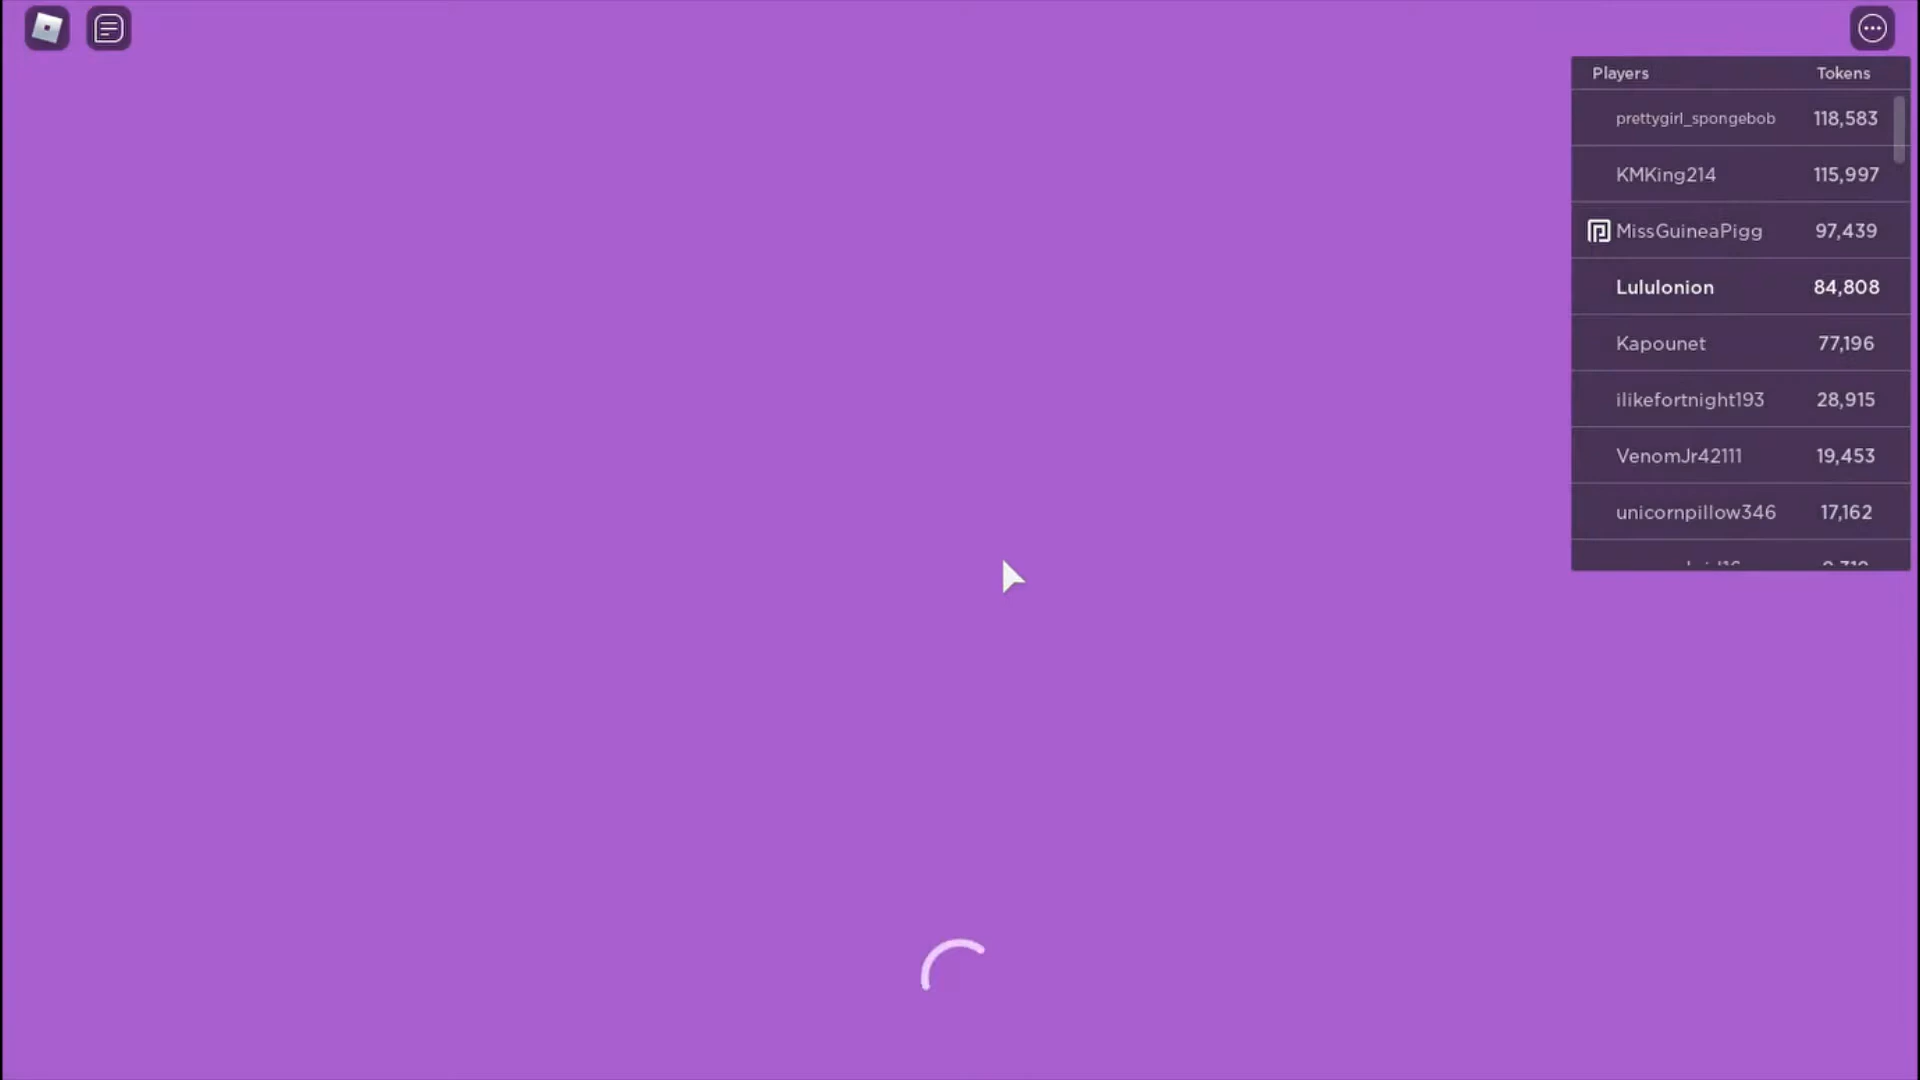 Players Tokens
prettygirl_spongebob 118,583
KMKing214 115,997
MissGuineaPigg 97,439
Lululonion 84,808
Kapounet 77,196
ilikefortnight193 28,915
VenomJr42111 19,453
unicornpillow346 17,162